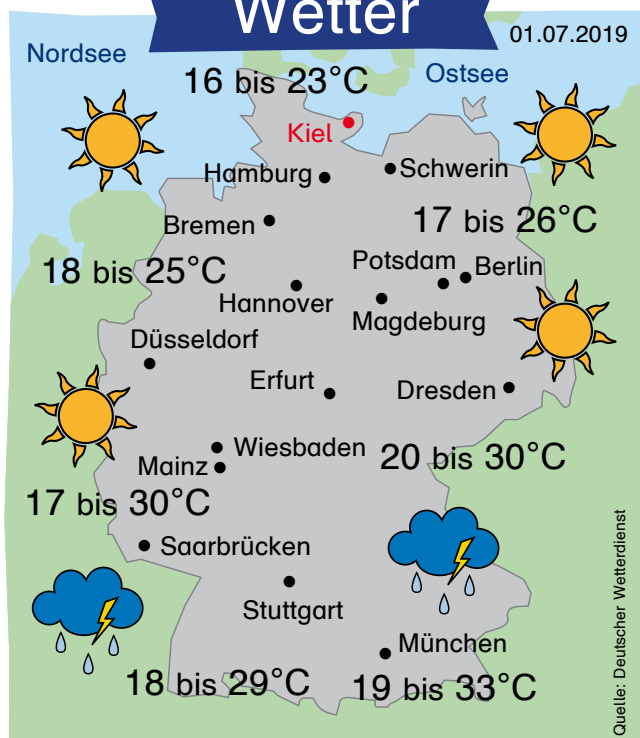 Wetter
01.07.2019
Nordsee
Ostsee
16 bis 23°C
Kiel
Hamburg
Schwerin
Bremen
17 bis 26°C
18 bis 25°C
Potsdam
Berlin
Hannover
Magdeburg
Düsseldorf
Erfurt
Dresden
Wiesbaden
20 bis 30°C
Mainz
17 bis 30°C
Saarbrücken
Stuttgart
München
18 bis 29°C
19 bis 33°C
Quelle: Deutscher Wetterdienst